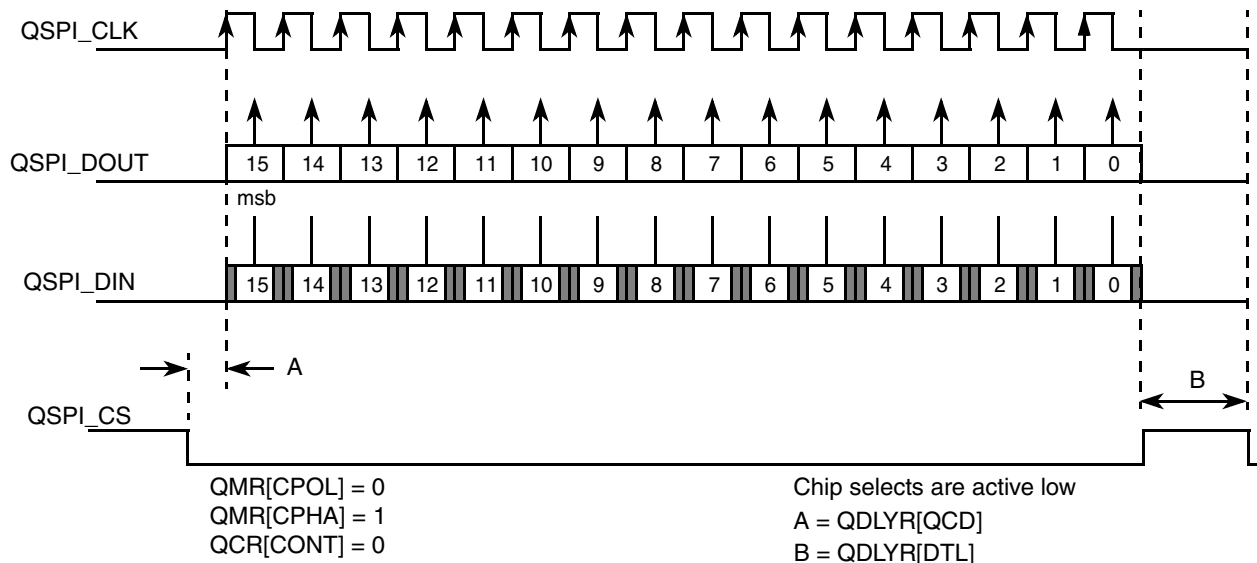 QSPI_CLK
QSPI_DOUT
15 14 13 12 11 10 9 8 7 6 5 4 3 2 1 0
msb
QSPI_DIN
15 14 13 12 11 10 9 8 7 6 5 4 3 2 1 0
A
B
QSPI_CS
QMR[CPOL] = 0
QMR[CPHA] = 1
QCR[CONT] = 0
Chip selects are active low
A = QDLYR[QCD]
B = QDLYR[DTL]